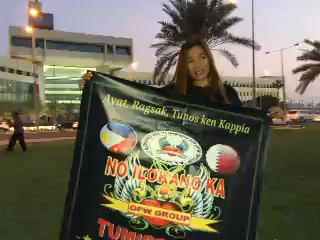 Ayat, Ragsak, Tunos ken Kappia
NO ILOKANO KA
OFW GROUP